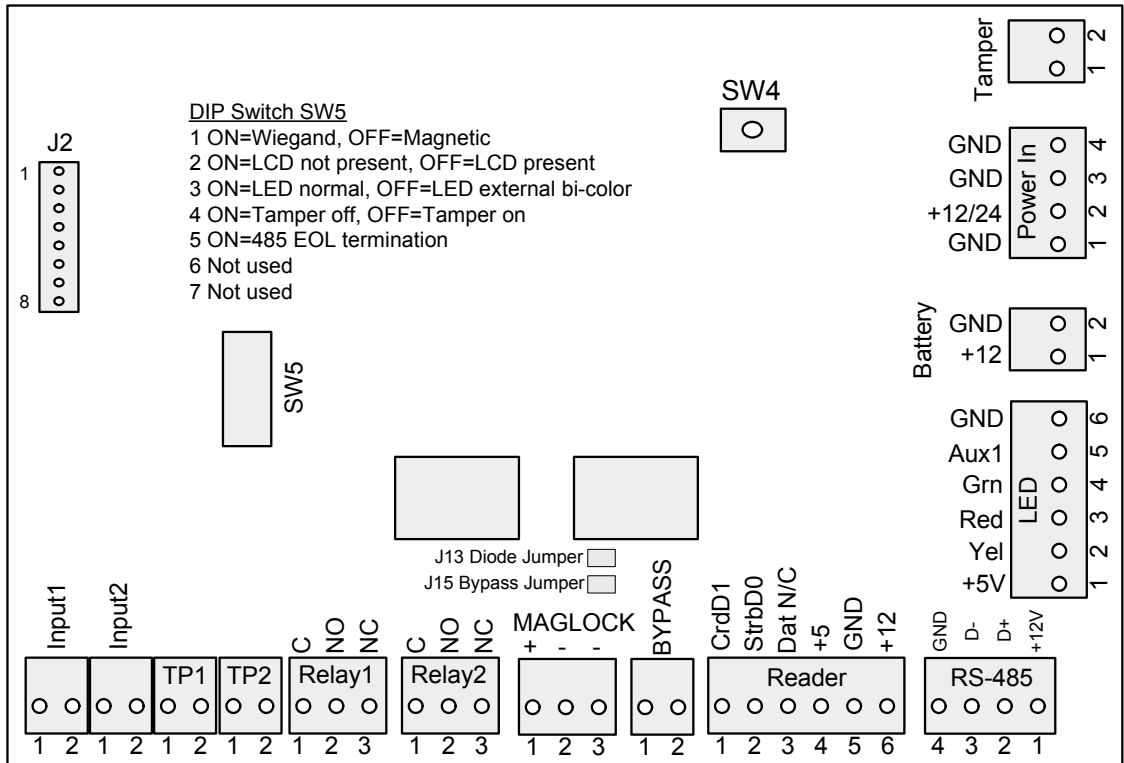 Tamper
2
1
SW4
DIP Switch SW5
1 ON=Wiegand, OFF=Magnetic
2 ON=LCD not present, OFF=LCD present
3 ON=LED normal, OFF=LED external bi-color
4 ON=Tamper off, OFF=Tamper on
5 ON=485 EOL termination
6 Not used
7 Not used
J2
1
8
GND 4
GND 3
+12/24 2
GND 1
Power In
SW5
Battery
GND 2
+12 1
GND 6
Aux1 5
Grn 4
Red 3
Yel 2
+5V 1
LED
J13 Diode Jumper
J15 Bypass Jumper
Input1
Input2
C NO NC
C NO NC
MAGLOCK
+ - -
BYPASS
CrdD1 StrbD0 Dat N/C +5 GND +12
GND D- D+ +12V
TP1 TP2 Relay1 Relay2 Reader RS-485
1 2 1 2 1 2 1 2 1 2 3 1 2 3 1 2 3 1 2 1 2 3 4 5 6 4 3 2 1